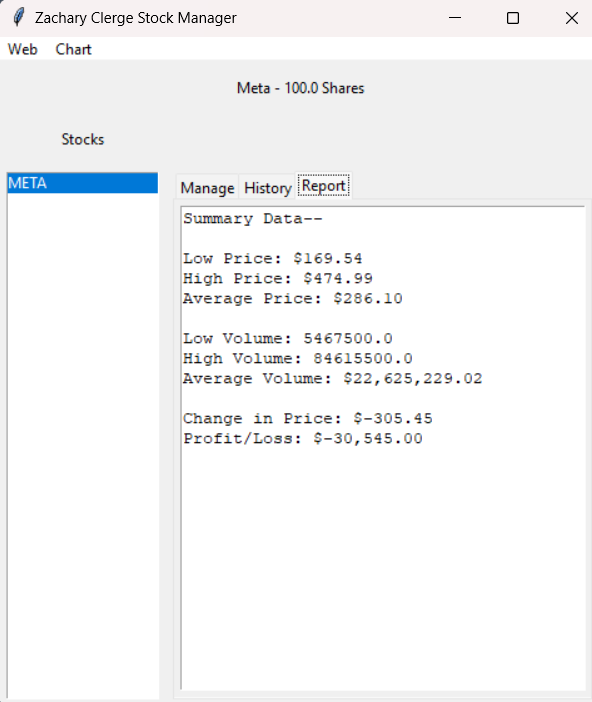 Zachary Clerge Stock Manager
Web Chart
Meta - 100.0 Shares
Stocks
META
Manage History Report
Summary Data--
Low Price: $169.54
High Price: $474.99
Average Price: $286.10
Low Volume: 5467500.0
High Volume: 84615500.0
Average Volume: $22,625,229.02
Change in Price: $-305.45
Profit/Loss: $-30,545.00